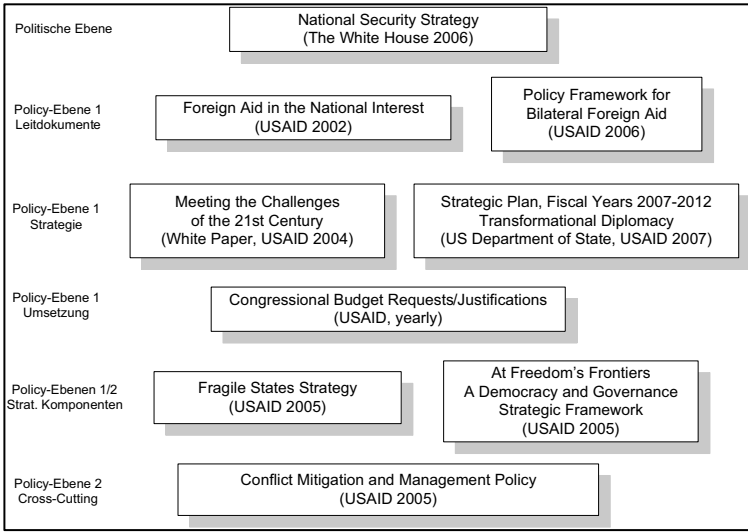 Politische Ebene
National Security Strategy
(The White House 2006)
Policy-Ebene 1
Leitdokumente
Foreign Aid in the National Interest
(USAID 2002)
Policy Framework for
Bilateral Foreign Aid
(USAID 2006)
Policy-Ebene 1
Strategie
Meeting the Challenges
of the 21st Century
(White Paper, USAID 2004)
Strategic Plan, Fiscal Years 2007-2012
Transformational Diplomacy
(US Department of State, USAID 2007)
Policy-Ebene 1
Umsetzung
Congressional Budget Requests/Justifications
(USAID, yearly)
Policy-Ebenen 1/2
Strat. Komponenten
Fragile States Strategy
(USAID 2005)
At Freedom's Frontiers
A Democracy and Governance
Strategic Framework
(USAID 2005)
Policy-Ebene 2
Cross-Cutting
Conflict Mitigation and Management Policy
(USAID 2005)